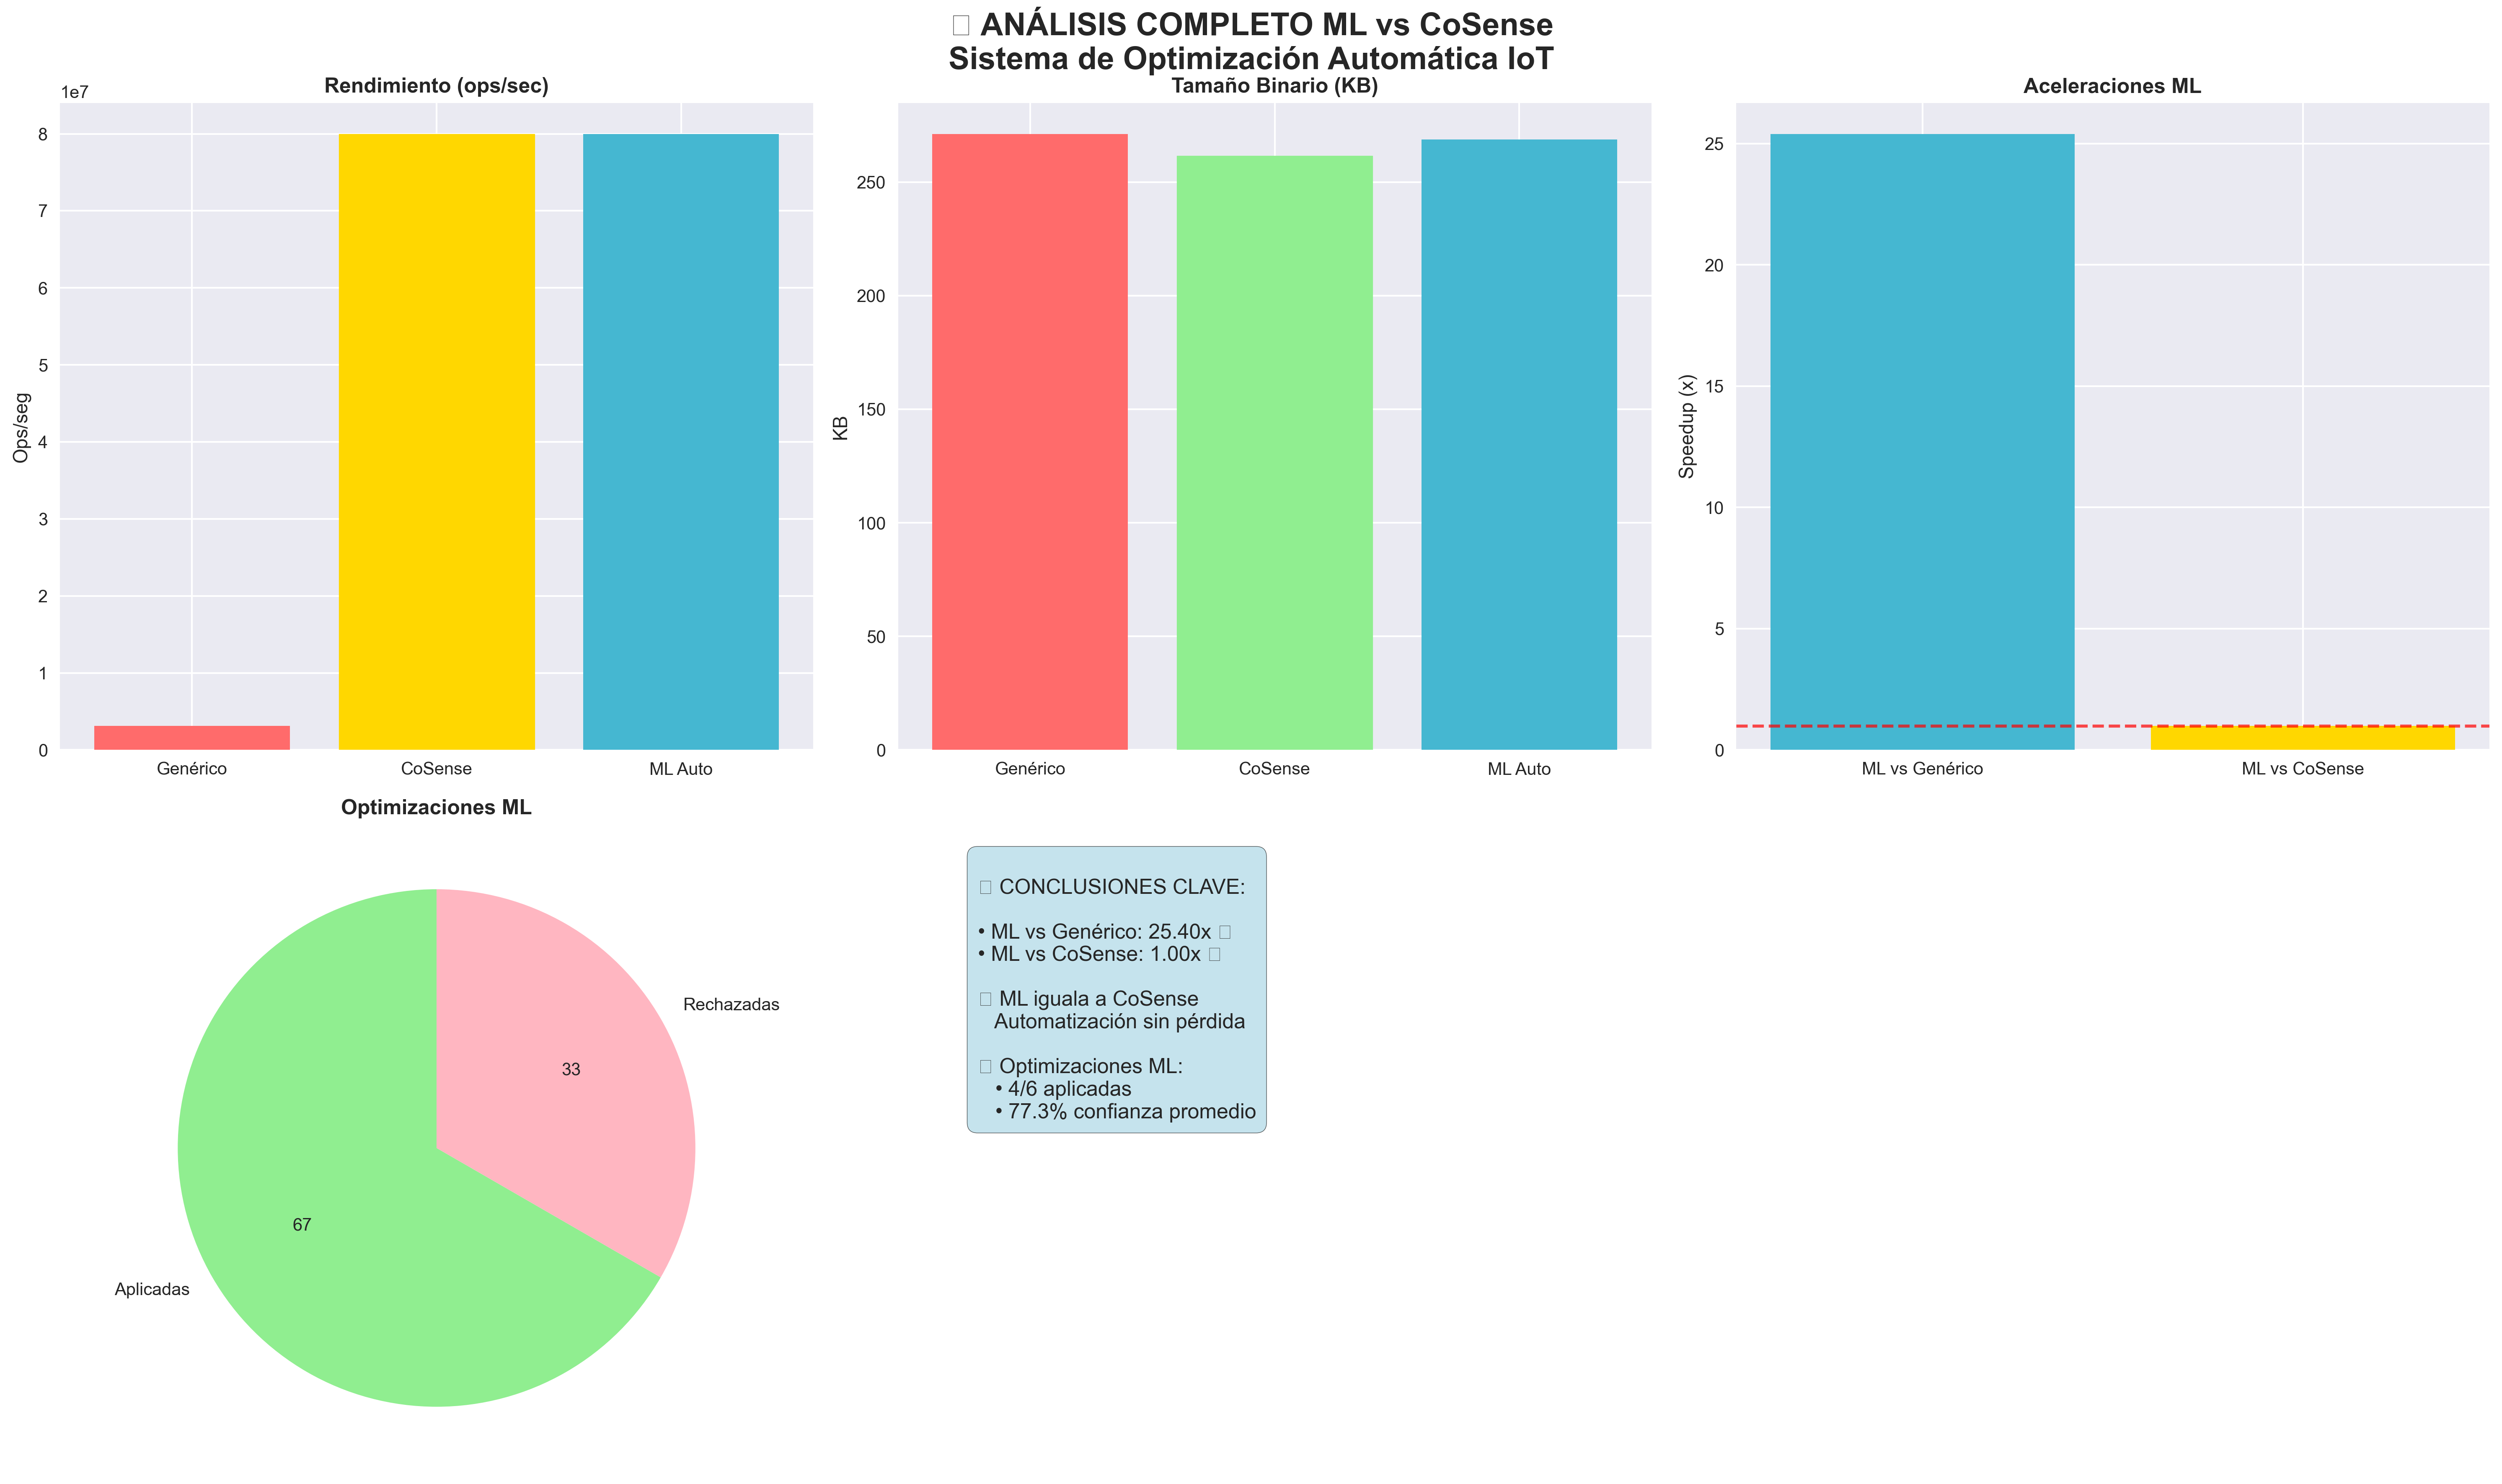 ANÁLISIS COMPLETO ML vs CoSense
Sistema de Optimización Automática IoT
Rendimiento (ops/sec)
1e7
8
7
6
5
4
3
2
1
0
Ops/seg
Genérico
CoSense
ML Auto
Tamaño Binario (KB)
250
200
150
100
50
0
KB
Genérico
CoSense
ML Auto
Aceleraciones ML
25
20
15
10
5
0
Speedup (x)
ML vs Genérico
ML vs CoSense
Optimizaciones ML
Rechazadas
33
67
Aplicadas
CONCLUSIONES CLAVE:
• ML vs Genérico: 25.40x
• ML vs CoSense: 1.00x
ML iguala a CoSense
Automatización sin pérdida
Optimizaciones ML:
• 4/6 aplicadas
• 77.3% confianza promedio